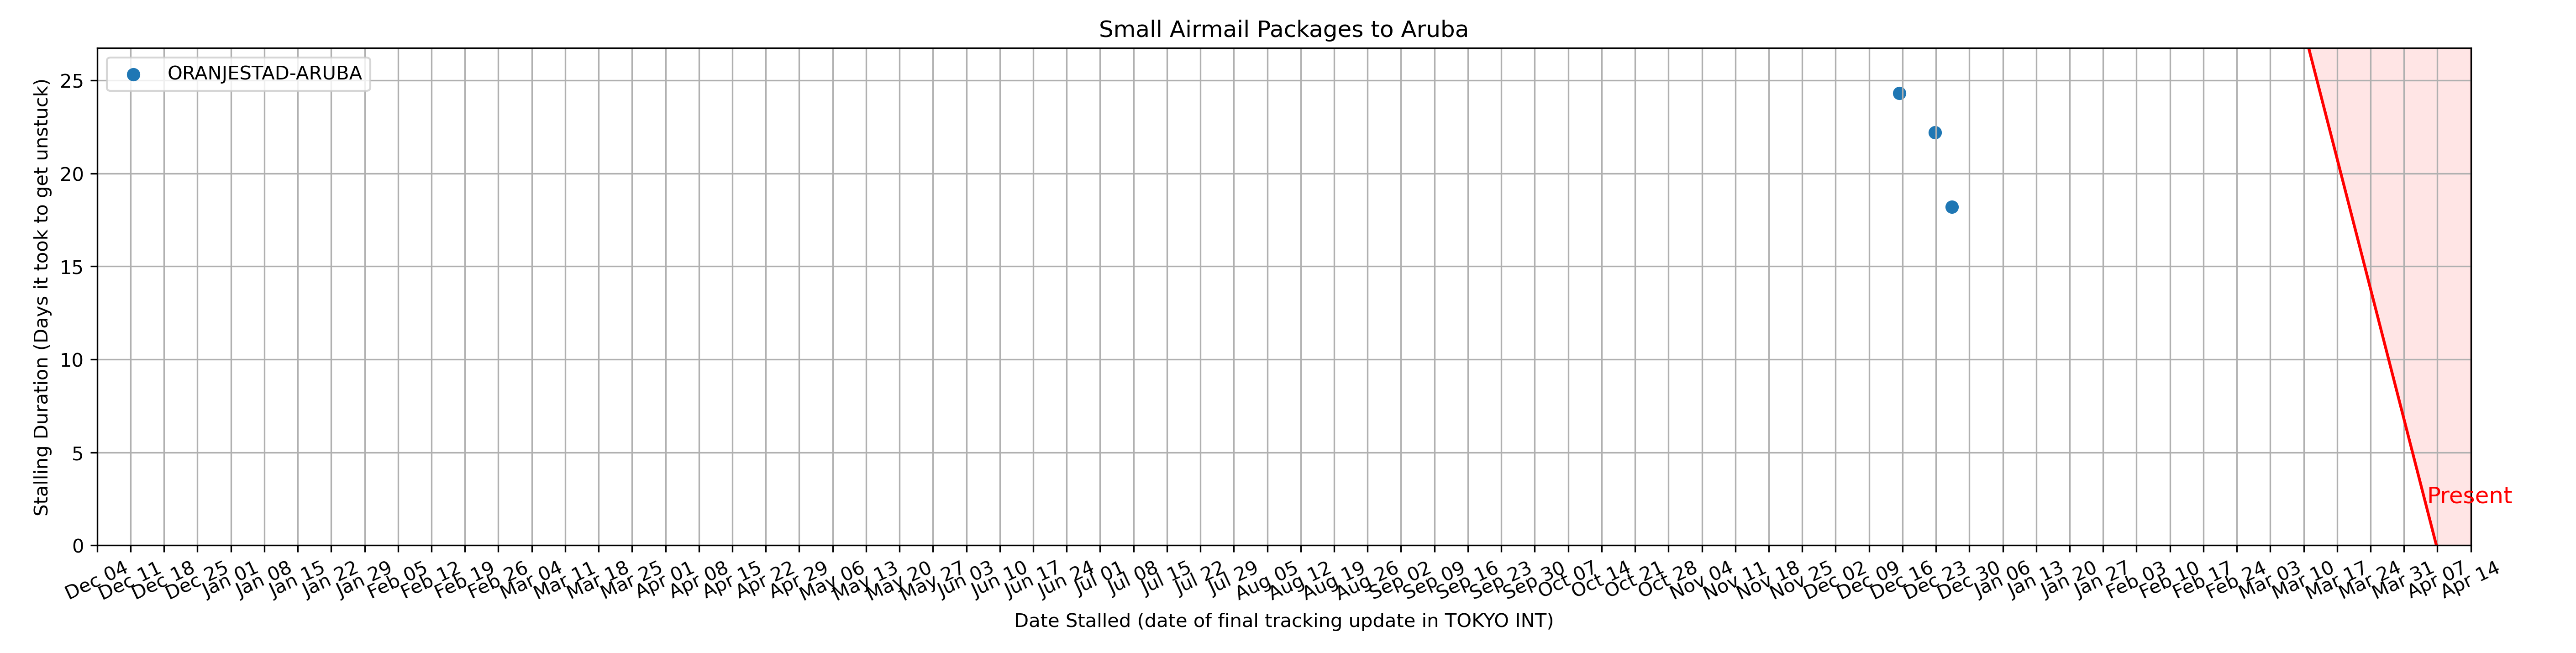 Small Airmail Packages to Aruba
ORANJESTAD-ARUBA
Stalling Duration (Days it took to get unstuck)
25
20
15
10
5
0
Present
Dec 04 Dec 11 Dec 18 Dec 25 Jan 01 Jan 08 Jan 15 Jan 22 Jan 29 Feb 05 Feb 12 Feb 19 Feb 26 Mar 04 Mar 11 Mar 18 Mar 25 Apr 01 Apr 08 Apr 15 Apr 22 Apr 29 May 06 May 13 May 20 May 27 Jun 03 Jun 10 Jun 17 Jun 24 Jul 01 Jul 08 Jul 15 Jul 22 Jul 29 Aug 05 Aug 12 Aug 19 Aug 26 Sep 02 Sep 09 Sep 16 Sep 23 Sep 30 Oct 07 Oct 14 Oct 21 Oct 28 Nov 04 Nov 11 Nov 18 Nov 25 Dec 02 Dec 09 Dec 16 Dec 23 Dec 30 Jan 06 Jan 13 Jan 20 Jan 27 Feb 03 Feb 10 Feb 17 Feb 24 Mar 03 Mar 10 Mar 17 Mar 24 Mar 31 Apr 07 Apr 14
Date Stalled (date of final tracking update in TOKYO INT)